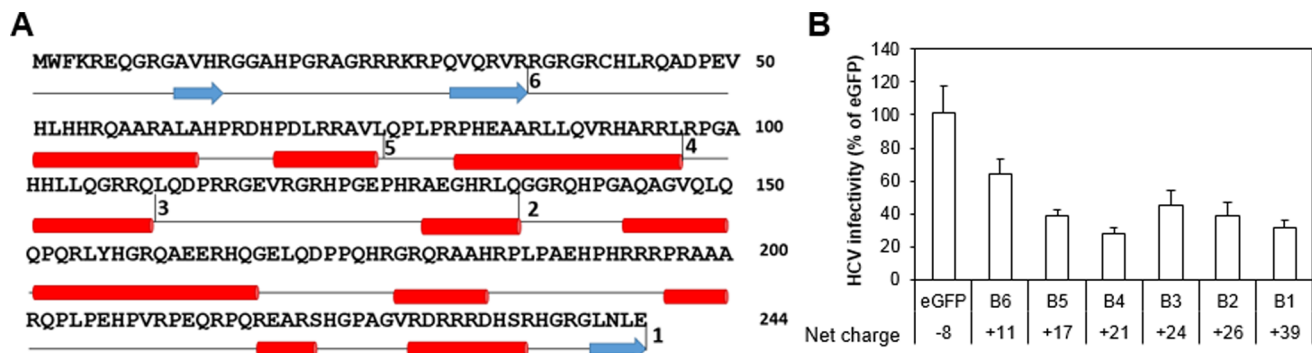 A
MWFKREQGRGAVHRGGAHPGRAGRRRKRPQVQRVRRGRGRCHLRQADPEV 50
6
HLHHRQAARALAHPRDHPDLRRAVLQPLPRPHEAARLLQVRHARRLRPGA 100
5 4
HHLLQGRRQLQDPRRGEVRGRHPGEPHRAEGHRLQGGRQHPGAQAGVQLQ 150
3 2
QPQRLYHGRQAEERHQGELQDPPQHRGRQRAAHRPLPAEHPHRRRPRAAA 200
RQPLPEHPVRPEQRPQREARSHGPAGVRDRRRDHSRHGRGLNLE 244
1
B
HCV infectivity (% of eGFP)
140
120
100
80
60
40
20
0
eGFP B6 B5 B4 B3 B2 B1
Net charge -8 +11 +17 +21 +24 +26 +39